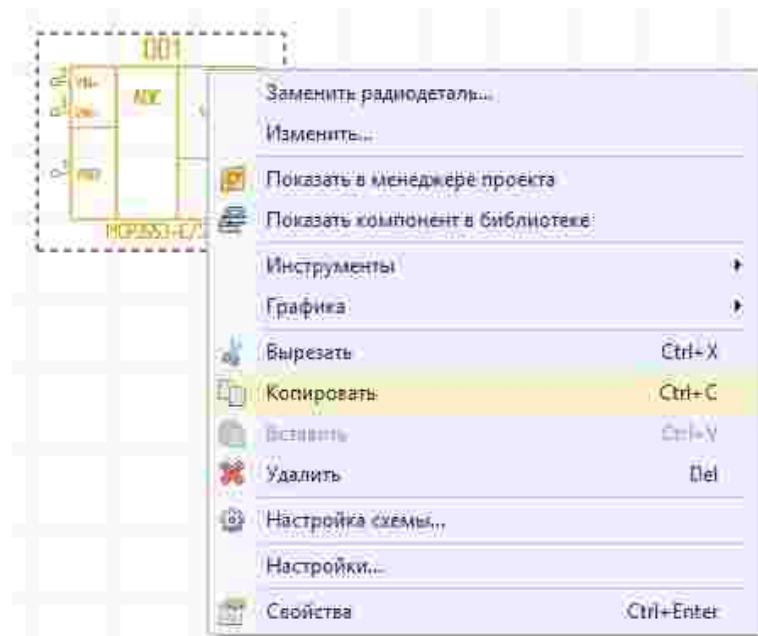 DD1
ADC
Заменить радиодеталь...
Изменить...
Показать в менеджере проекта
Показать компонент в библиотеке
Инструменты
Графика
Вырезать Ctrl+X
Копировать Ctrl+C
Вставить Ctrl+V
Удалить Del
Настройка схемы...
Настройки...
Свойства Ctrl+Enter